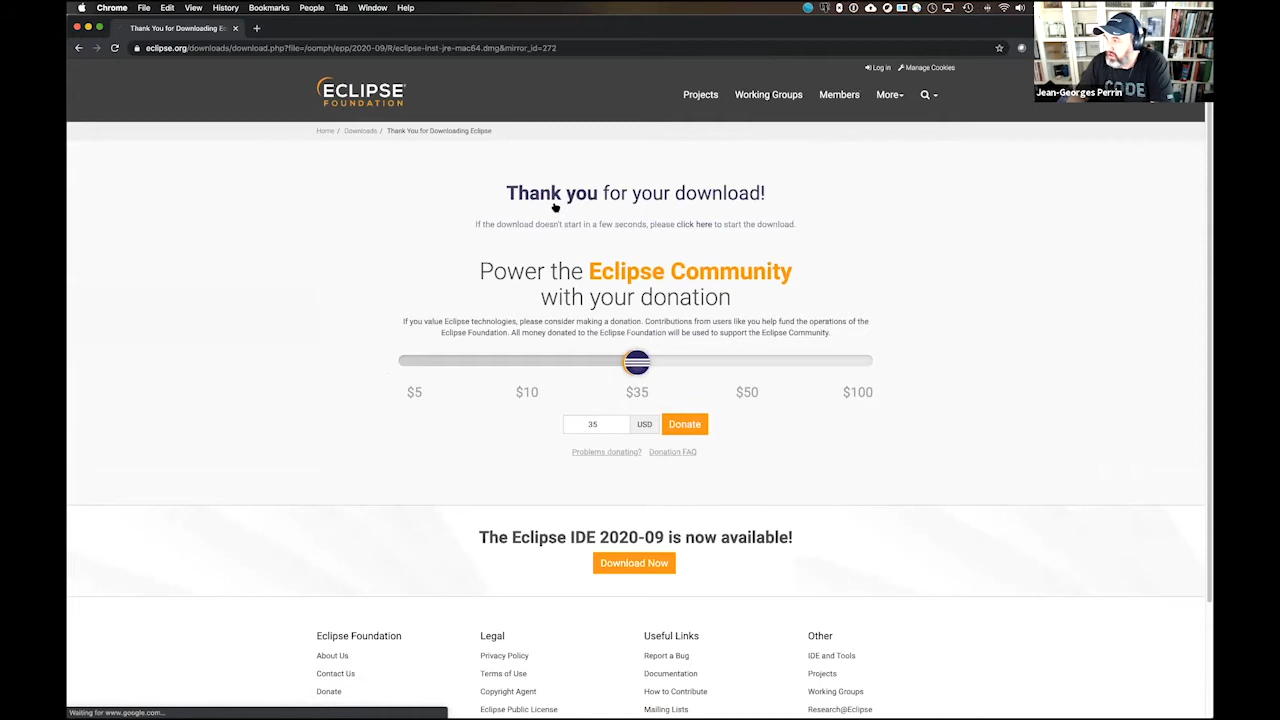 Chrome File Edit View History Bookmarks People Tab Window Help
Thank You for Downloading Ec
eclipse.org/downloads/download.php?file=/oomph/epp/2020-09/R/eclipse-inst-jre-mac64.dmg&mirror_id=272
Log in Manage Cookies
Jean-Georges Perrin
CODE
ECLIPSE
FOUNDATION
Projects Working Groups Members More
Home / Downloads / Thank You for Downloading Eclipse
Thank you for your download!
If the download doesn't start in a few seconds, please click here to start the download.
Power the Eclipse Community
with your donation
If you value Eclipse technologies, please consider making a donation. Contributions from users like you help fund the operations of the
Eclipse Foundation. All money donated to the Eclipse Foundation will be used to support the Eclipse Community.
$5 $10 $35 $50 $100
35 USD Donate
Problems donating? Donation FAQ
The Eclipse IDE 2020-09 is now available!
Download Now
Eclipse Foundation Legal Useful Links Other
About Us Privacy Policy Report a Bug IDE and Tools
Contact Us Terms of Use Documentation Projects
Donate Copyright Agent How to Contribute Working Groups
Eclipse Public License Mailing Lists Research@Eclipse
Waiting for www.google.com...